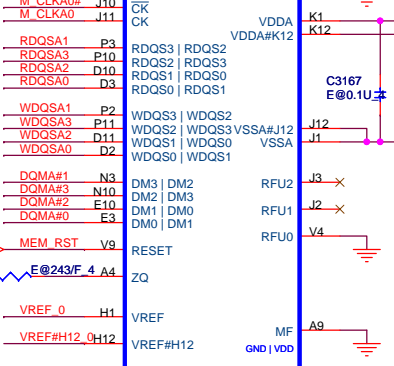 M_CLKA0# J10 CK
M_CLKA0 J11 CK
VDDA K1
VDDA#K12 K12
RDQSA1 P3 RDQS3 | RDQS2
RDQSA3 P10 RDQS2 | RDQS3
RDQSA2 D10 RDQS1 | RDQS0
RDQSA0 D3 RDQS0 | RDQS1
C3167
E@0.1U_4
WDQSA1 P2 WDQS3 | WDQS2
WDQSA3 P11 WDQS2 | WDQS3 VSSA#J12 J12
WDQSA2 D11 WDQS1 | WDQS0 VSSA J1
WDQSA0 D2 WDQS0 | WDQS1
DQMA#1 N3 DM3 | DM2 RFU2 J3
DQMA#3 N10 DM2 | DM3
DQMA#2 E10 DM1 | DM0 RFU1 J2
DQMA#0 E3 DM0 | DM1
RFU0 V4
MEM_RST V9 RESET
E@243/F_4 A4 ZQ
VREF_0 H1 VREF
MF A9
VREF#H12_0 H12 VREF#H12
GND | VDD